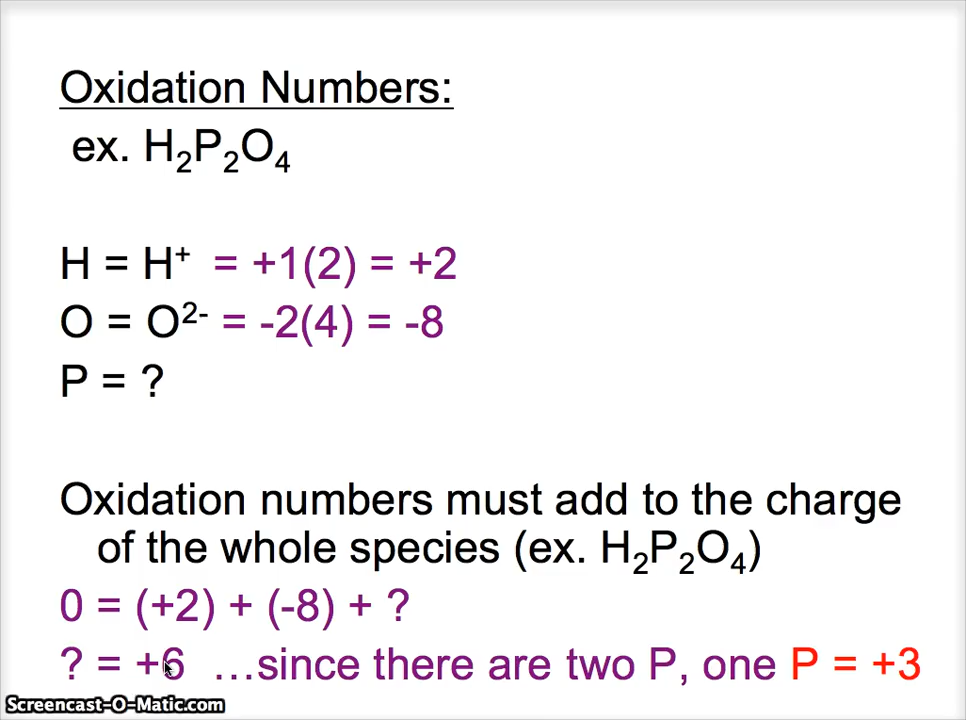 Oxidation Numbers:
ex. H₂P₂O₄
H = H⁺ = +1(2) = +2
O = O²⁻ = -2(4) = -8
P = ?
Oxidation numbers must add to the charge
of the whole species (ex. H₂P₂O₄)
0 = (+2) + (-8) + ?
? = +6 …since there are two P, one P = +3
Screencast-O-Matic.com